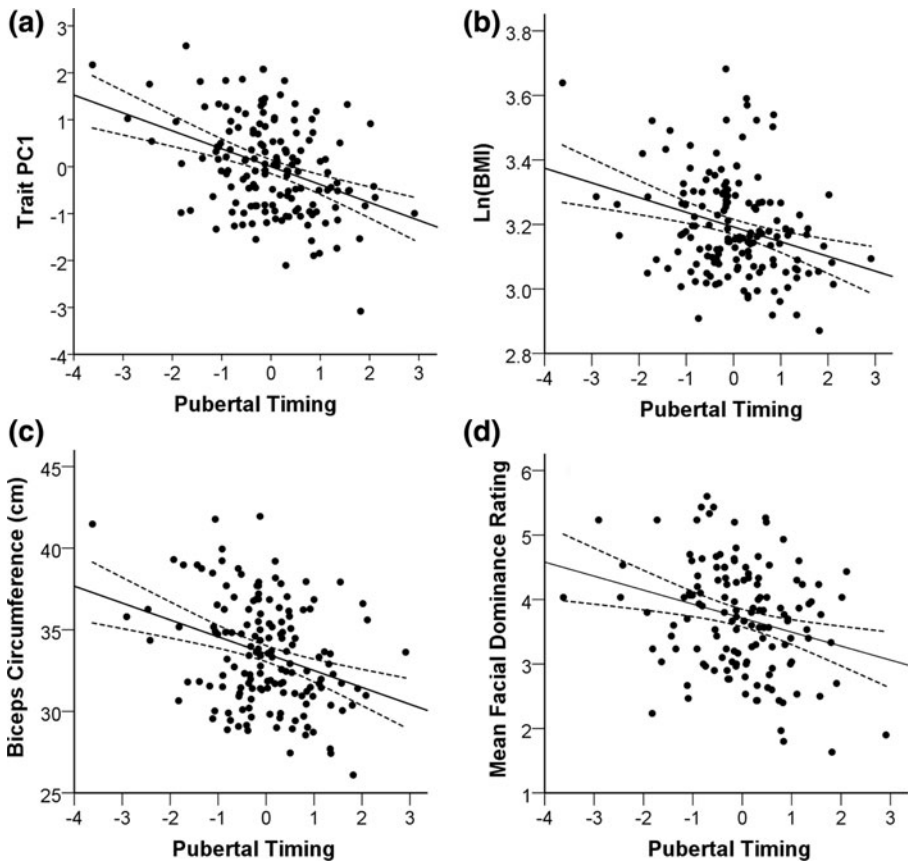 (a)
Trait PC1
3
2
1
0
-1
-2
-3
-4
-4 -3 -2 -1 0 1 2 3
Pubertal Timing
(b)
Ln(BMI)
3.8
3.6
3.4
3.2
3.0
2.8
-4 -3 -2 -1 0 1 2 3
Pubertal Timing
(c)
Biceps Circumference (cm)
45
40
35
30
25
-4 -3 -2 -1 0 1 2 3
Pubertal Timing
(d)
Mean Facial Dominance Rating
6
5
4
3
2
1
-4 -3 -2 -1 0 1 2 3
Pubertal Timing